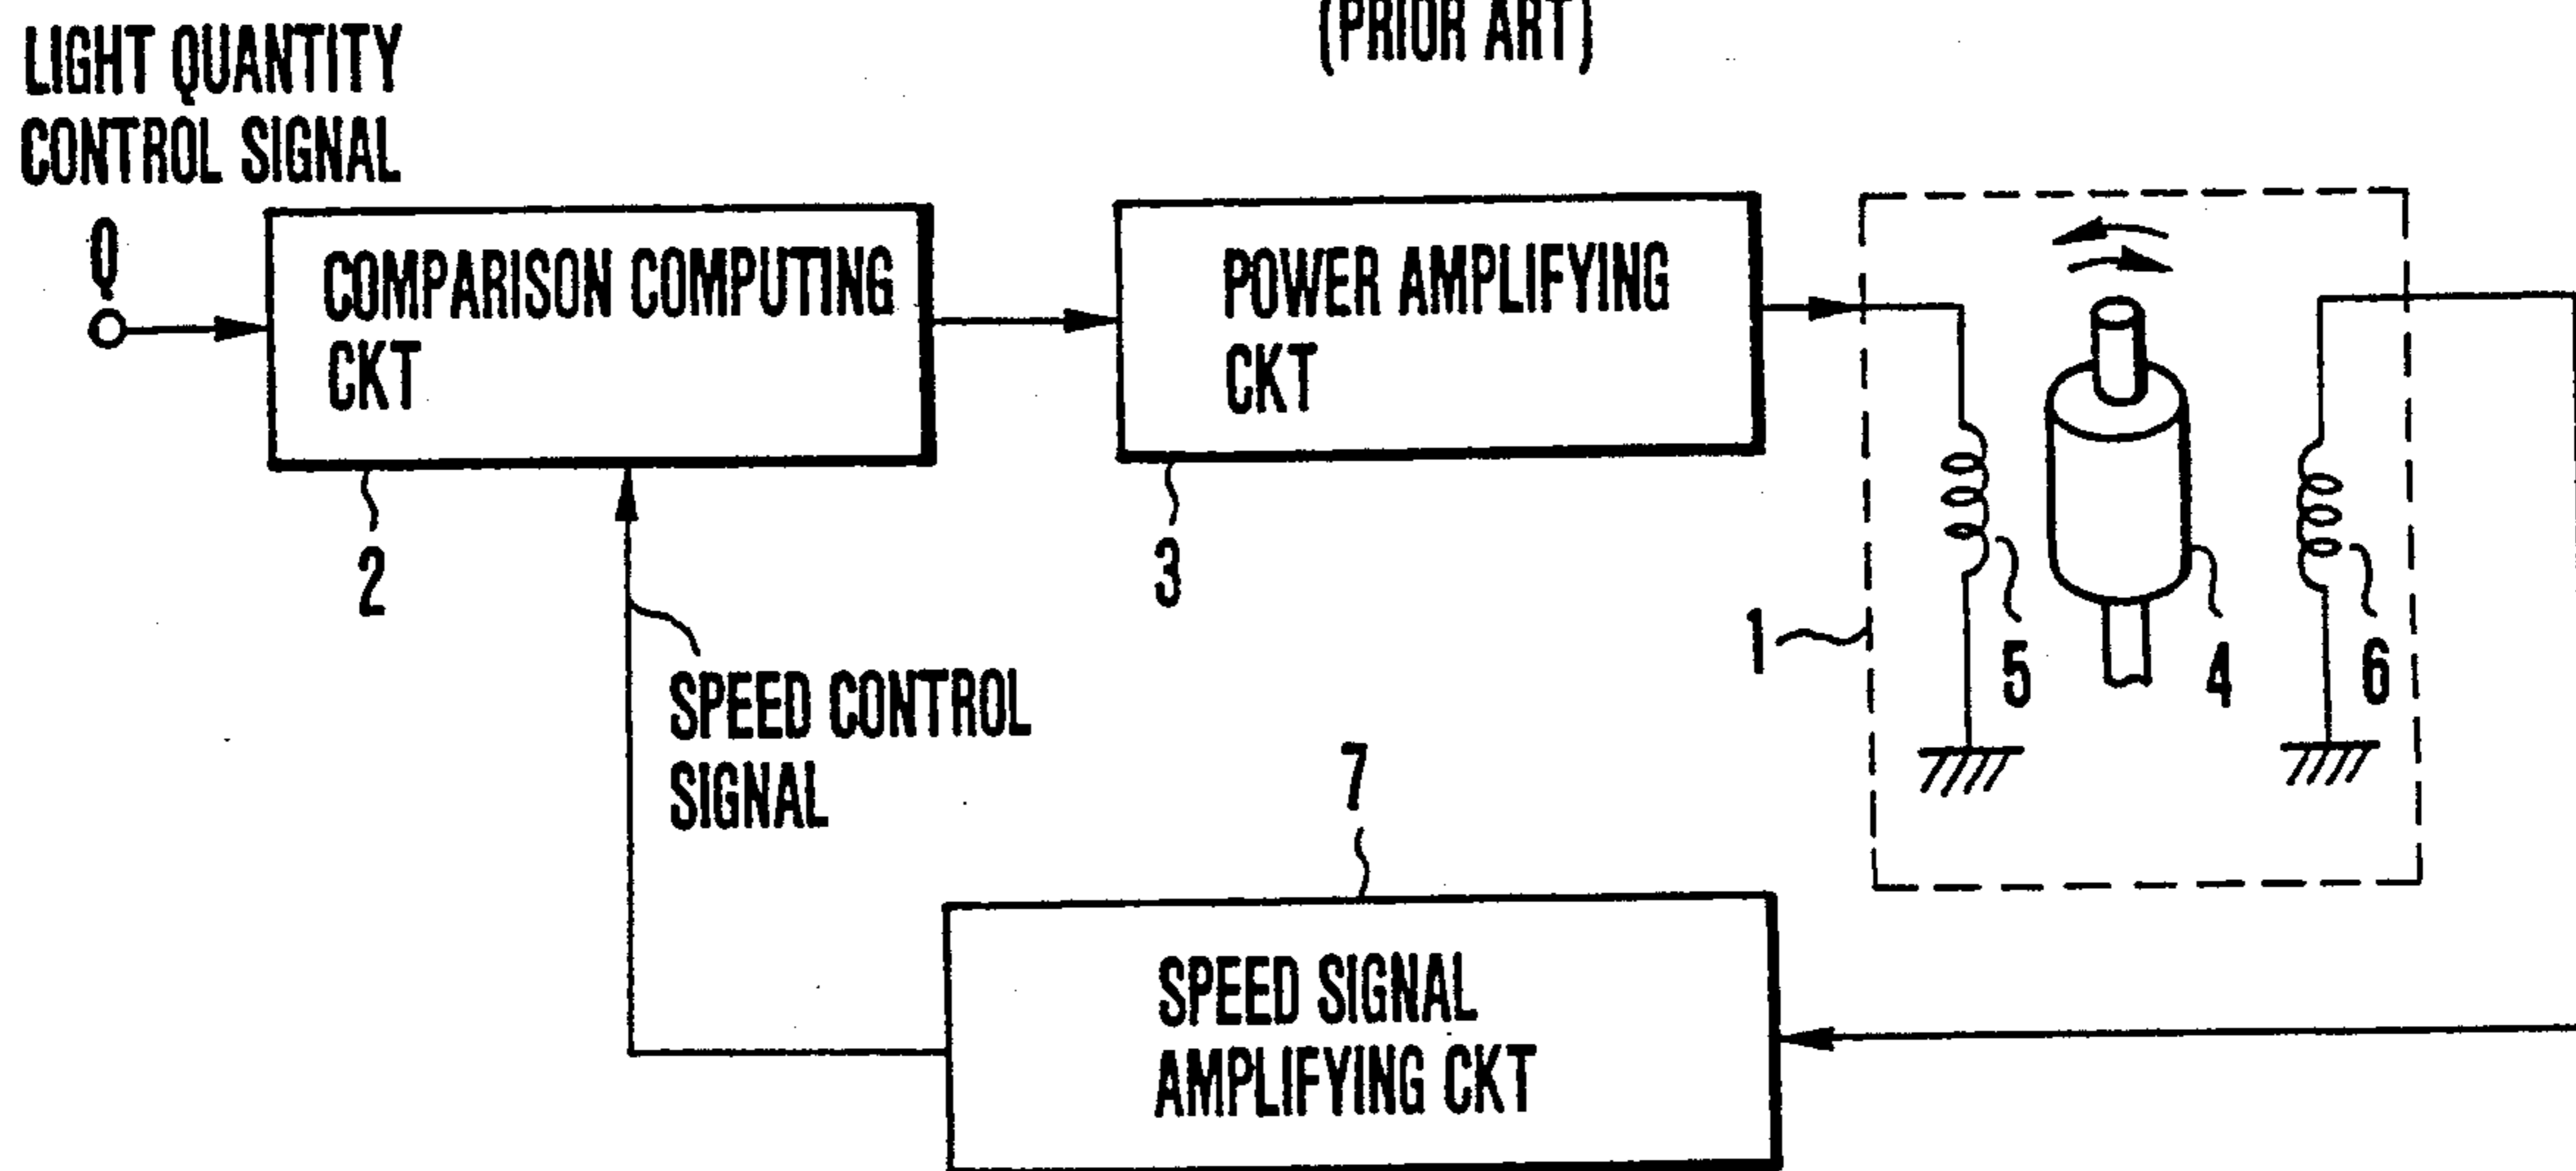 (PRIOR ART)
LIGHT QUANTITY
CONTROL SIGNAL
Q
COMPARISON COMPUTING
CKT
POWER AMPLIFYING
CKT
2
3
1
5
4
6
SPEED CONTROL
SIGNAL
7
SPEED SIGNAL
AMPLIFYING CKT